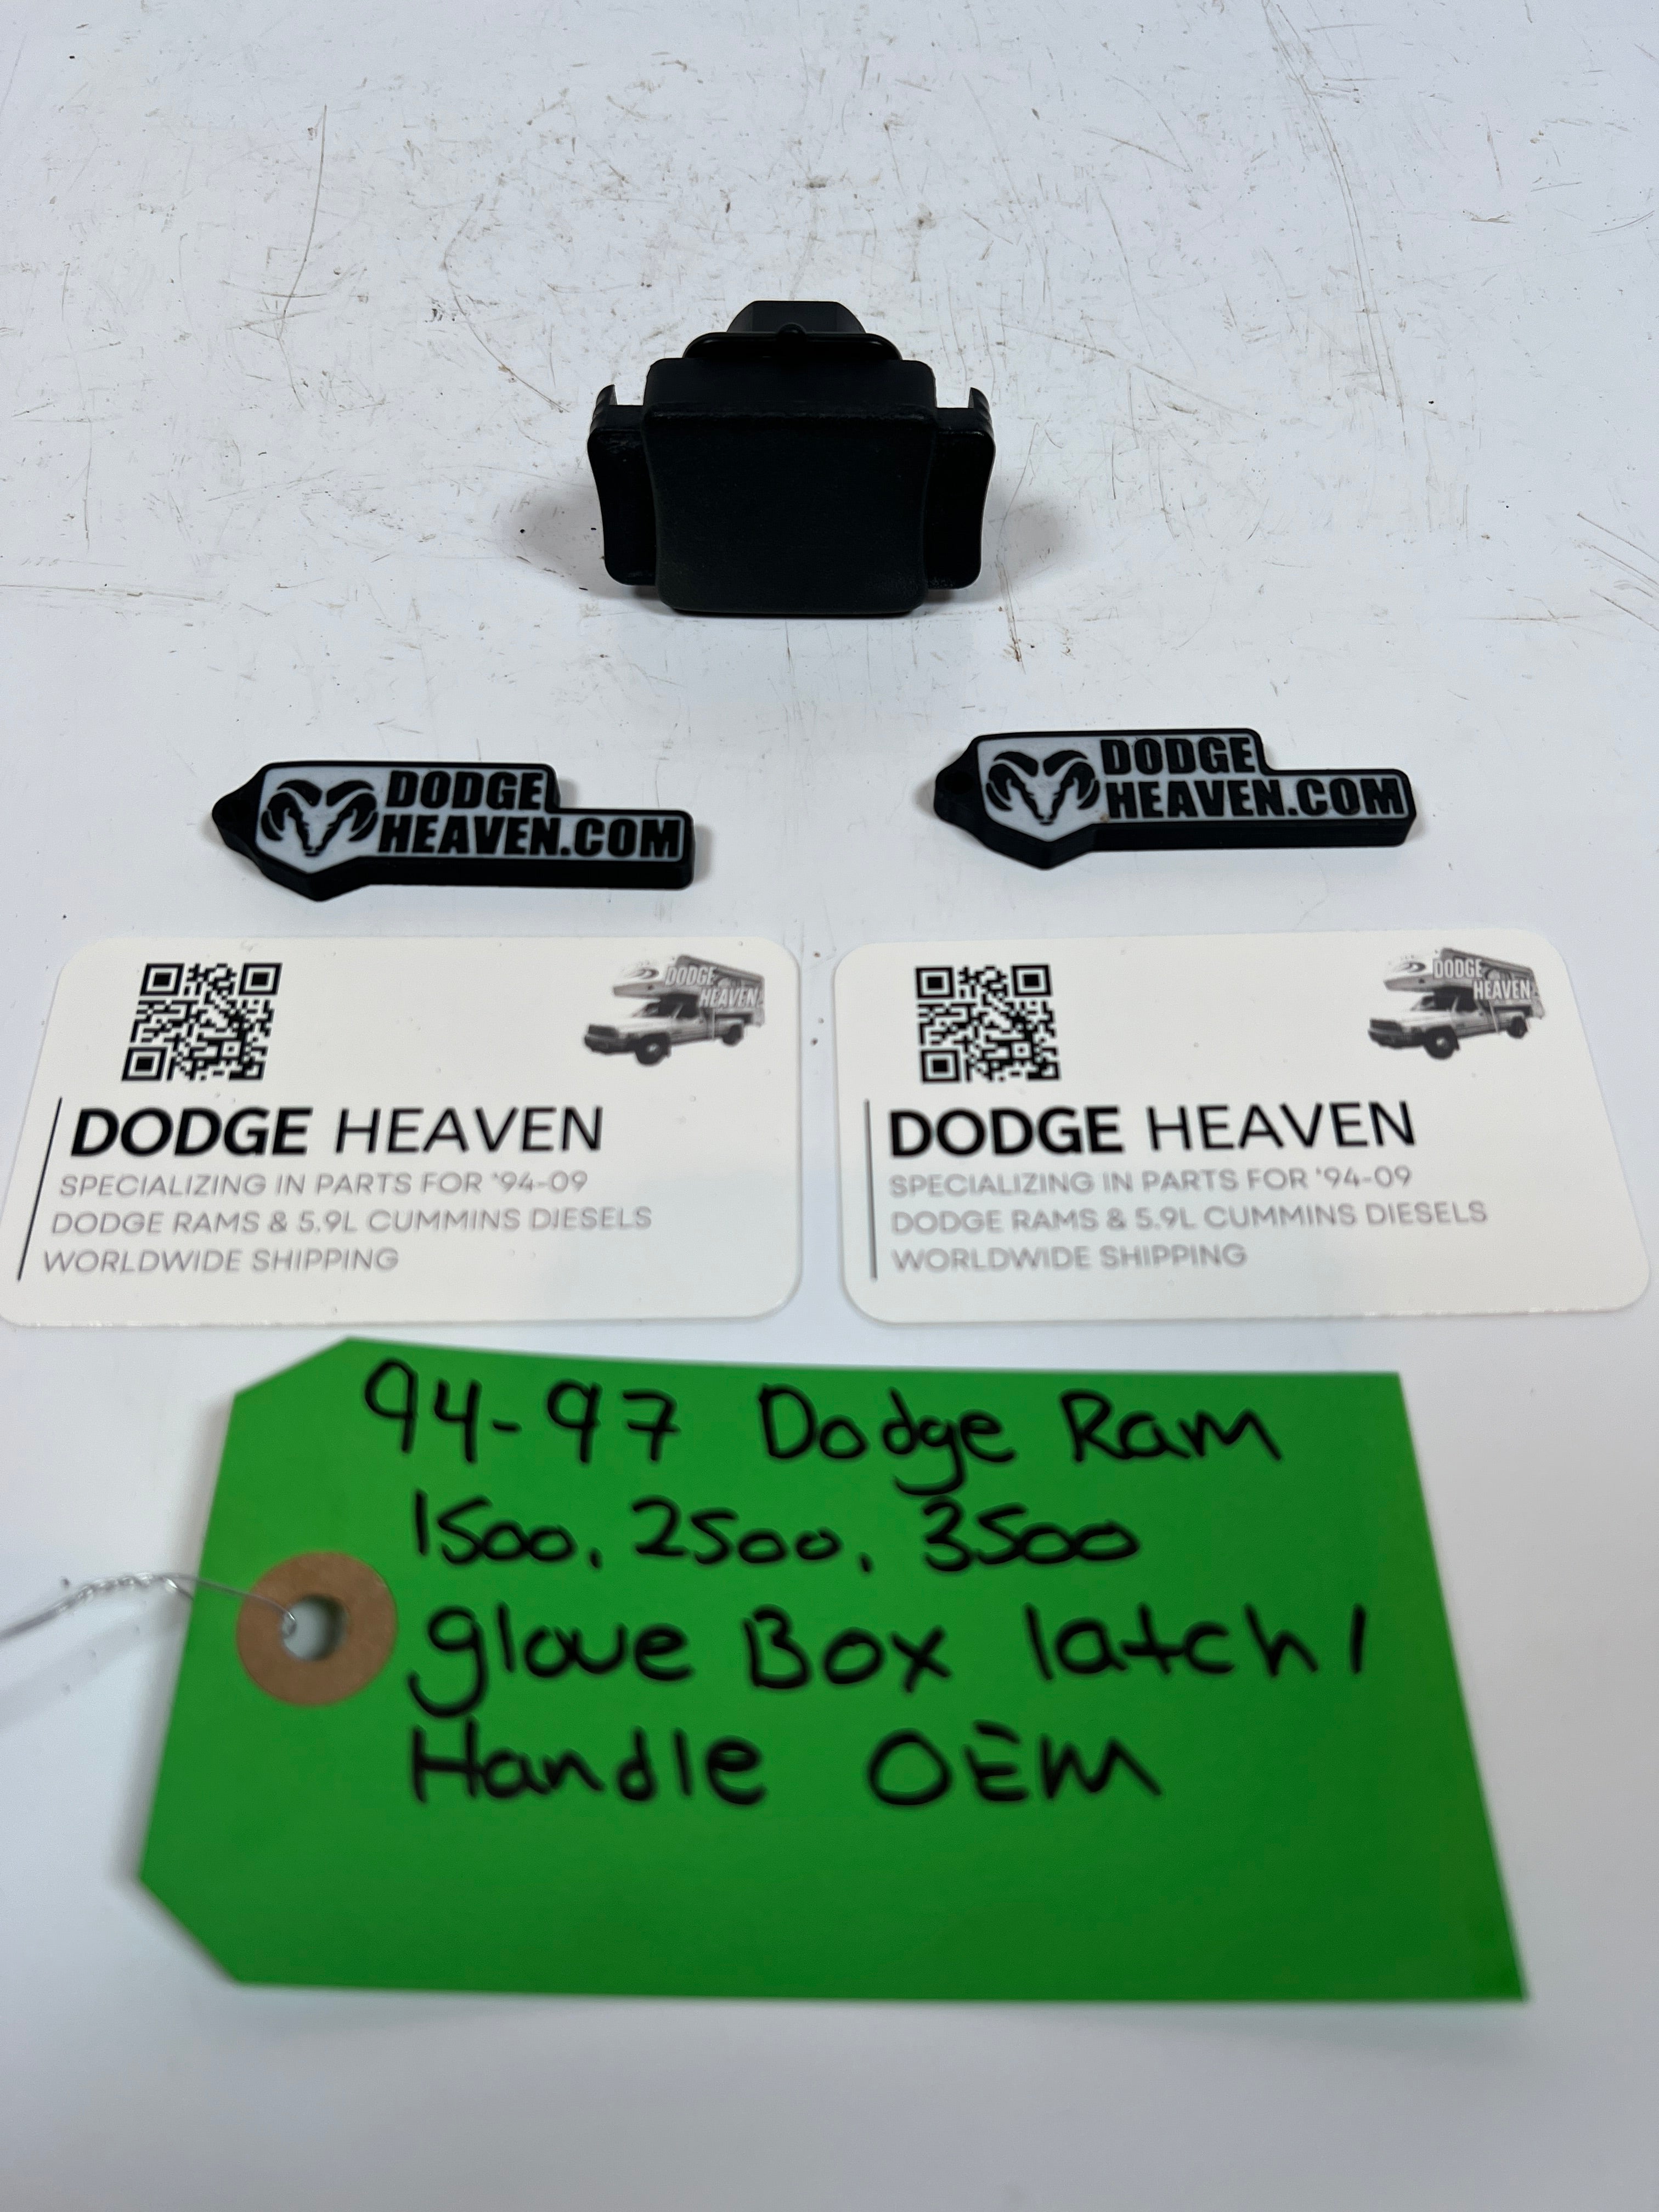 DODGE
HEAVEN.COM
DODGE
HEAVEN.COM
DODGE
HEAVEN
DODGE HEAVEN
SPECIALIZING IN PARTS FOR '94-09
DODGE RAMS & 5.9L CUMMINS DIESELS
WORLDWIDE SHIPPING
DODGE
HEAVEN
DODGE HEAVEN
SPECIALIZING IN PARTS FOR '94-09
DODGE RAMS & 5.9L CUMMINS DIESELS
WORLDWIDE SHIPPING
94-97 Dodge Ram
1500, 2500, 3500
glove Box latch/
Handle OEM